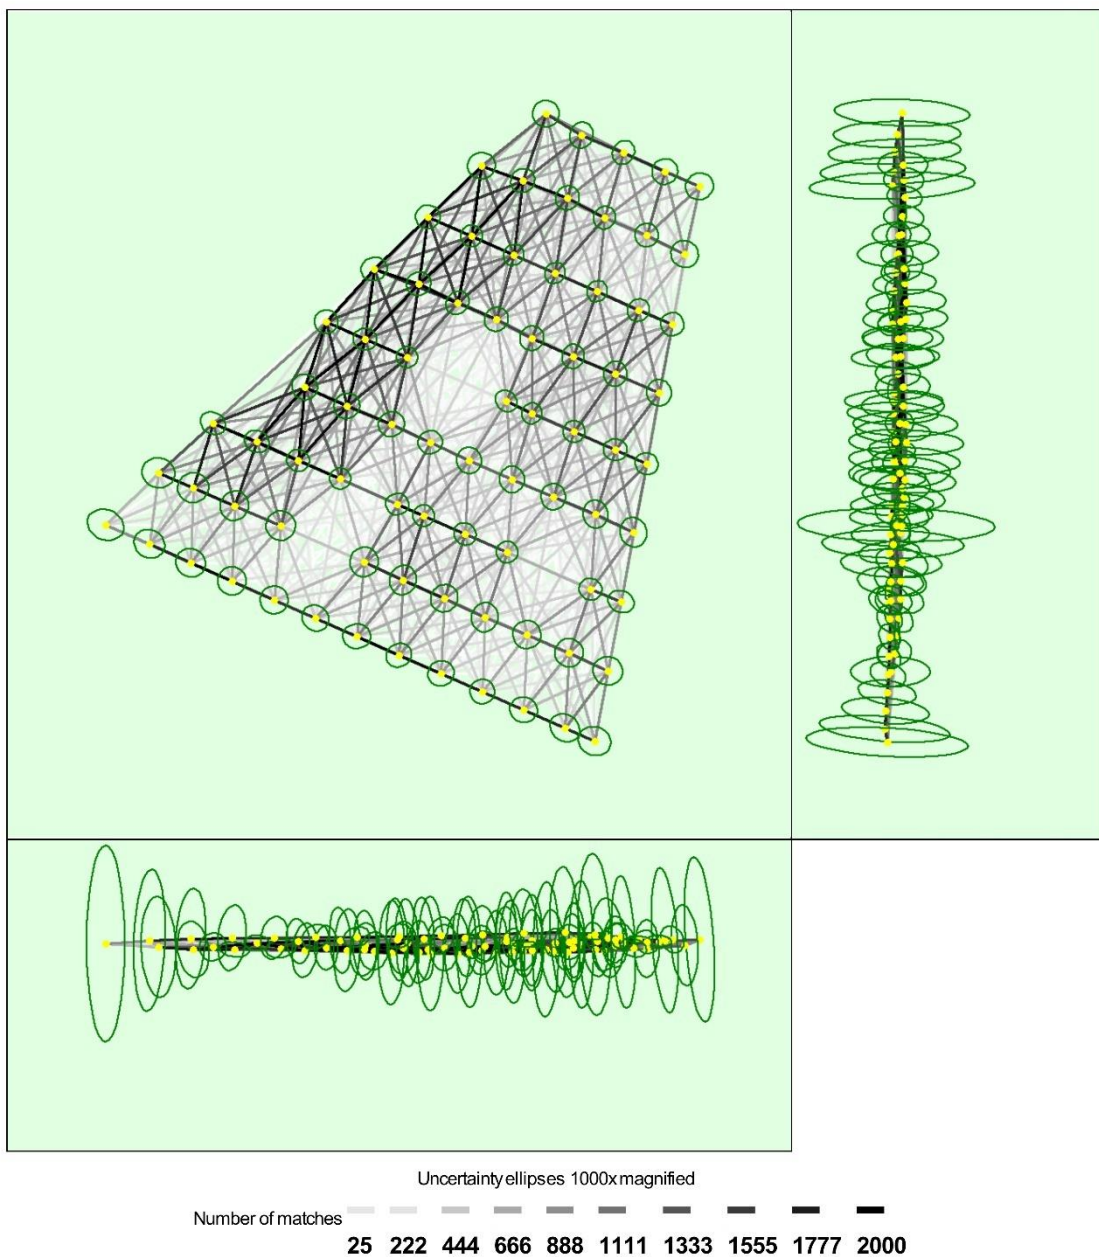 Uncertainty ellipses 1000x magnified
Number of matches
25 222 444 666 888 1111 1333 1555 1777 2000